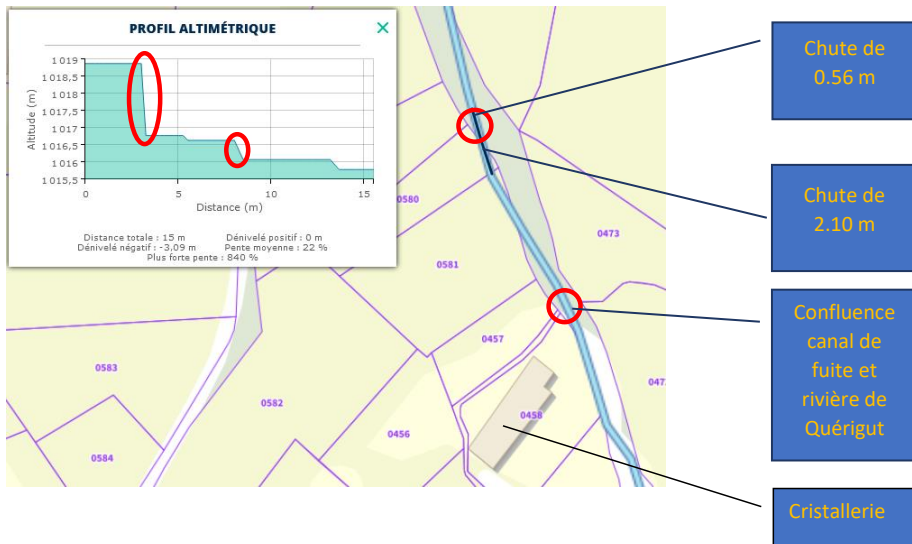 PROFIL ALTIMÉTRIQUE
×
1 019
1 018,5
1 018
1 017,5
1 017
1 016,5
1 016
1 015,5
Altitude (m)
0
5
10
15
Distance (m)
Distance totale : 15 m
Dénivelé positif : 0 m
Dénivelé négatif : -3.09 m
Pente moyenne : 22 %
Plus forte pente : 840 %
0580
0473
0581
0457
0583
0582
047
0458
0456
0584
Chute de
0.56 m
Chute de
2.10 m
Confluence
canal de
fuite et
rivière de
Quérigut
Cristallerie